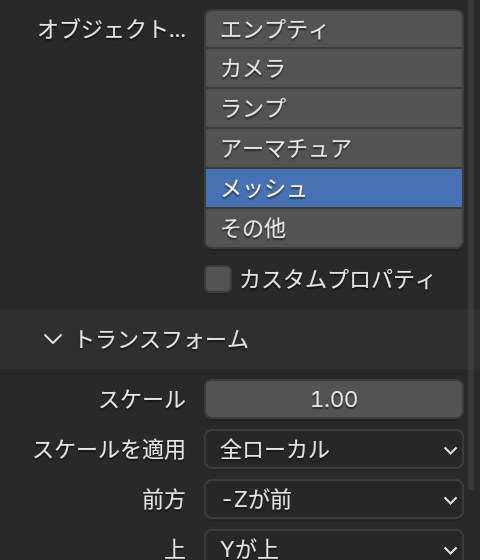 オブジェクト...
エンプティ
カメラ
ランプ
アーマチュア
メッシュ
その他
カスタムプロパティ
トランスフォーム
スケール 1.00
スケールを適用 全ローカル
前方 -Zが前
上 Yが上